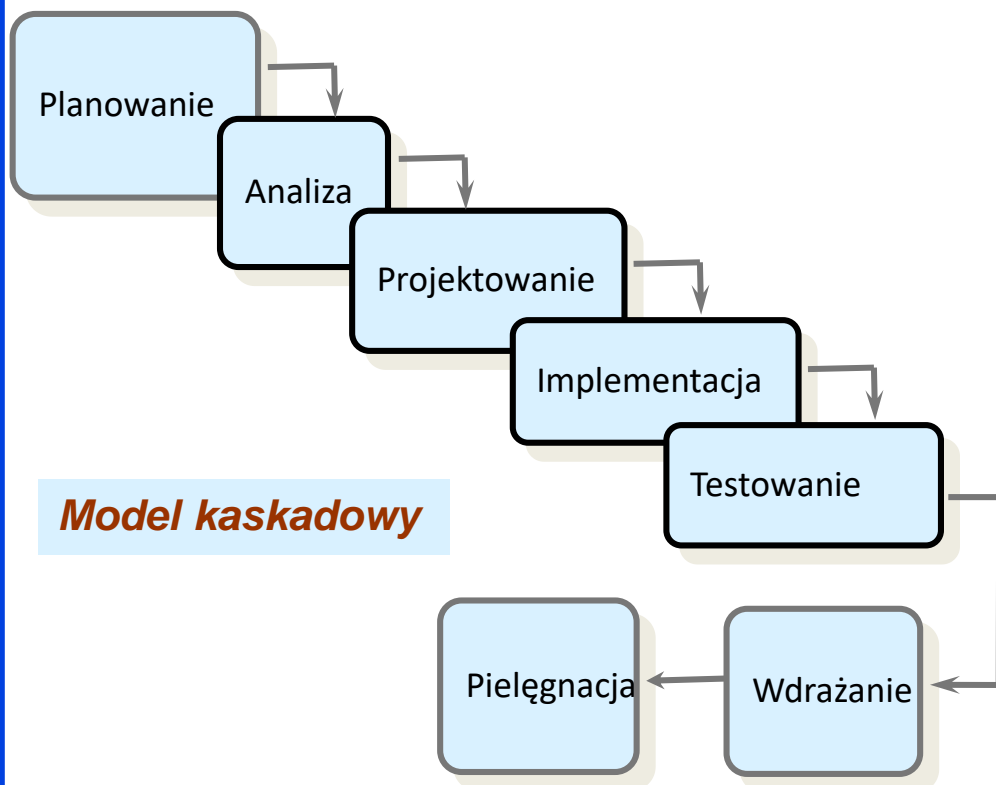 Planowanie
Analiza
Projektowanie
Implementacja
Testowanie
Model kaskadowy
Pielęgnacja
Wdrażanie